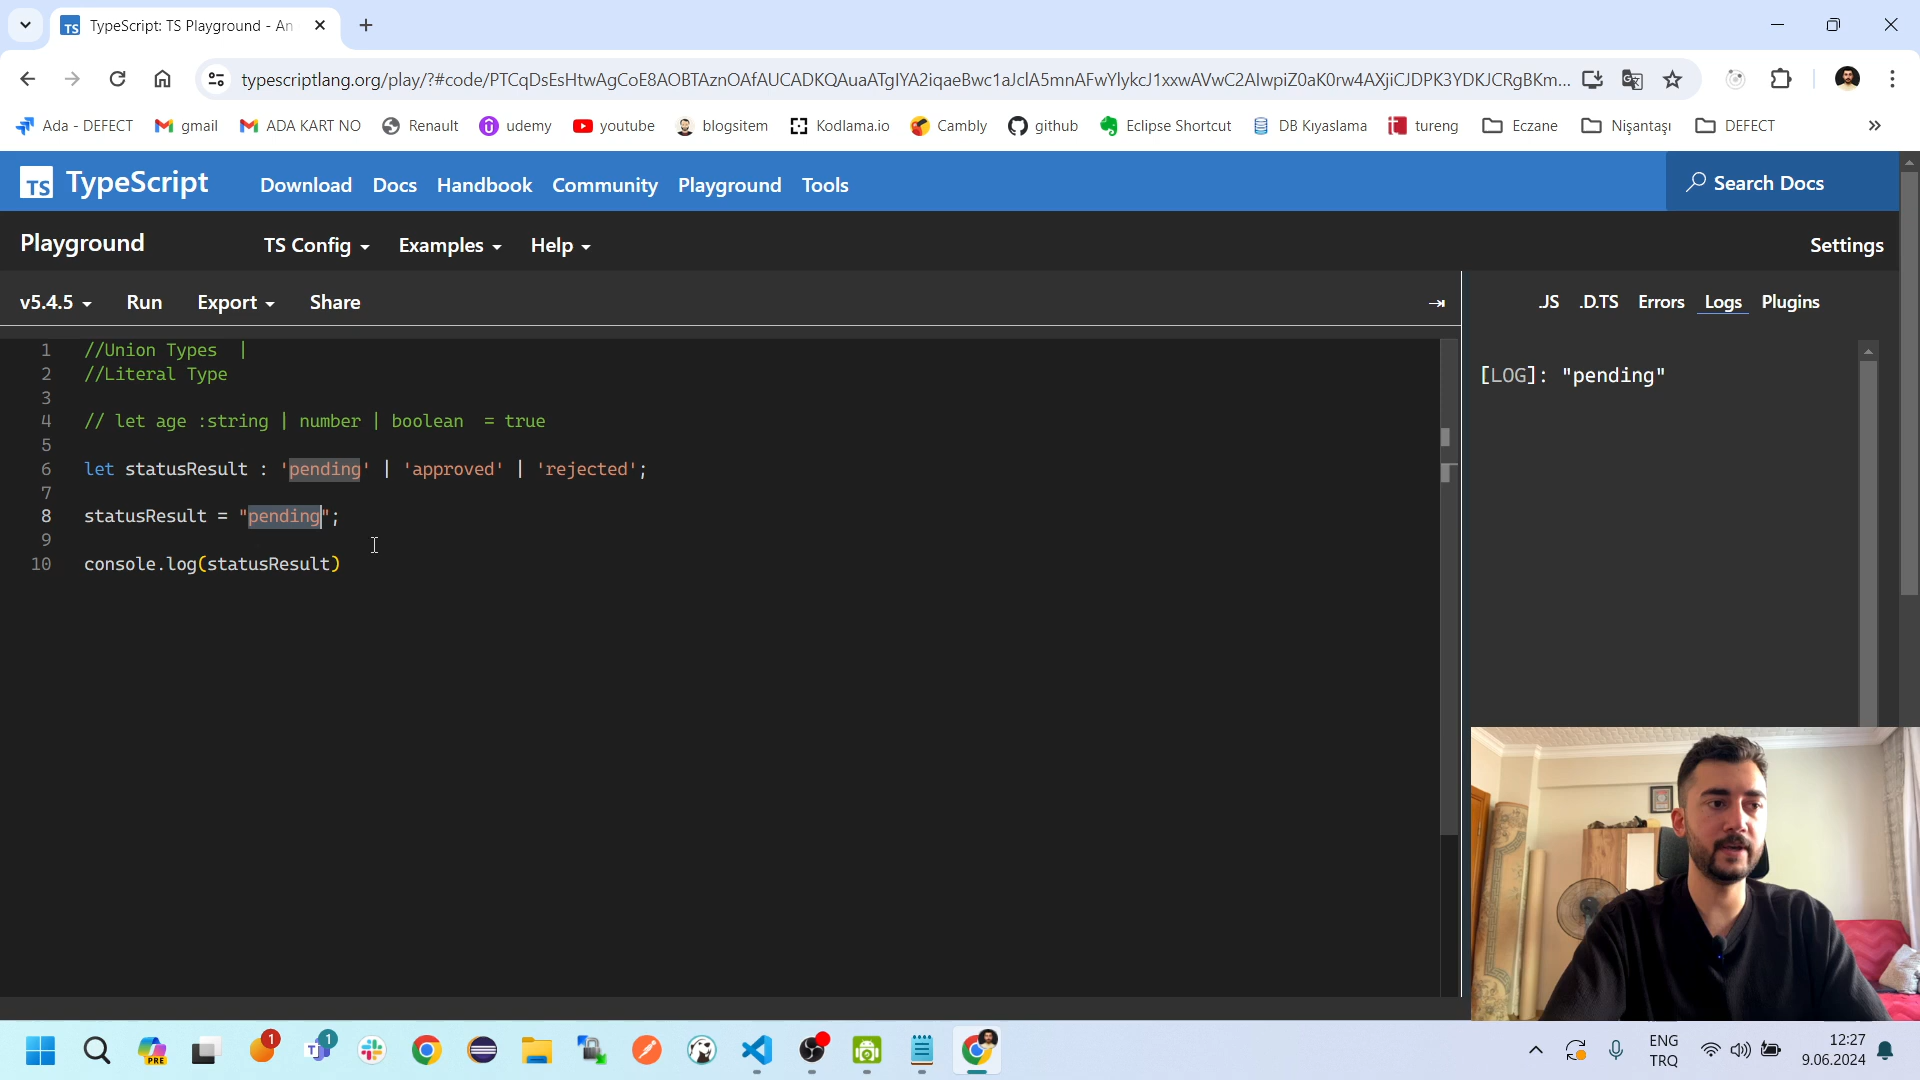 TypeScript: TS Playground - An
typescriptlang.org/play/?#code/PTCqDsEsHtwAgCoE8AOBTAznOAfAUCADKQAuaATgIYA2iqaeBwc1aJclA5mnAFwYlykcJ1xxwAVwC2AIwpiZ0aK0rw4AXjiCJDPK3YDKJCRgBKm...
Ada - DEFECT gmail ADA KART NO Renault udemy youtube blogsitem Kodlama.io Cambly github Eclipse Shortcut DB Kıyaslama tureng Eczane Nişantaşı DEFECT »
TS TypeScript Download Docs Handbook Community Playground Tools Search Docs
Playground TS Config Examples Help Settings
v5.4.5 Run Export Share .JS .D.TS Errors Logs Plugins
1 //Union Types |
2 //Literal Type
3
4 // let age :string | number | boolean = true
5
6 let statusResult : 'pending' | 'approved' | 'rejected';
7
8 statusResult = "pending";
9
10 console.log(statusResult)
[LOG]: "pending"
PRE 1 1 ENG 12:27
TRQ 9.06.2024